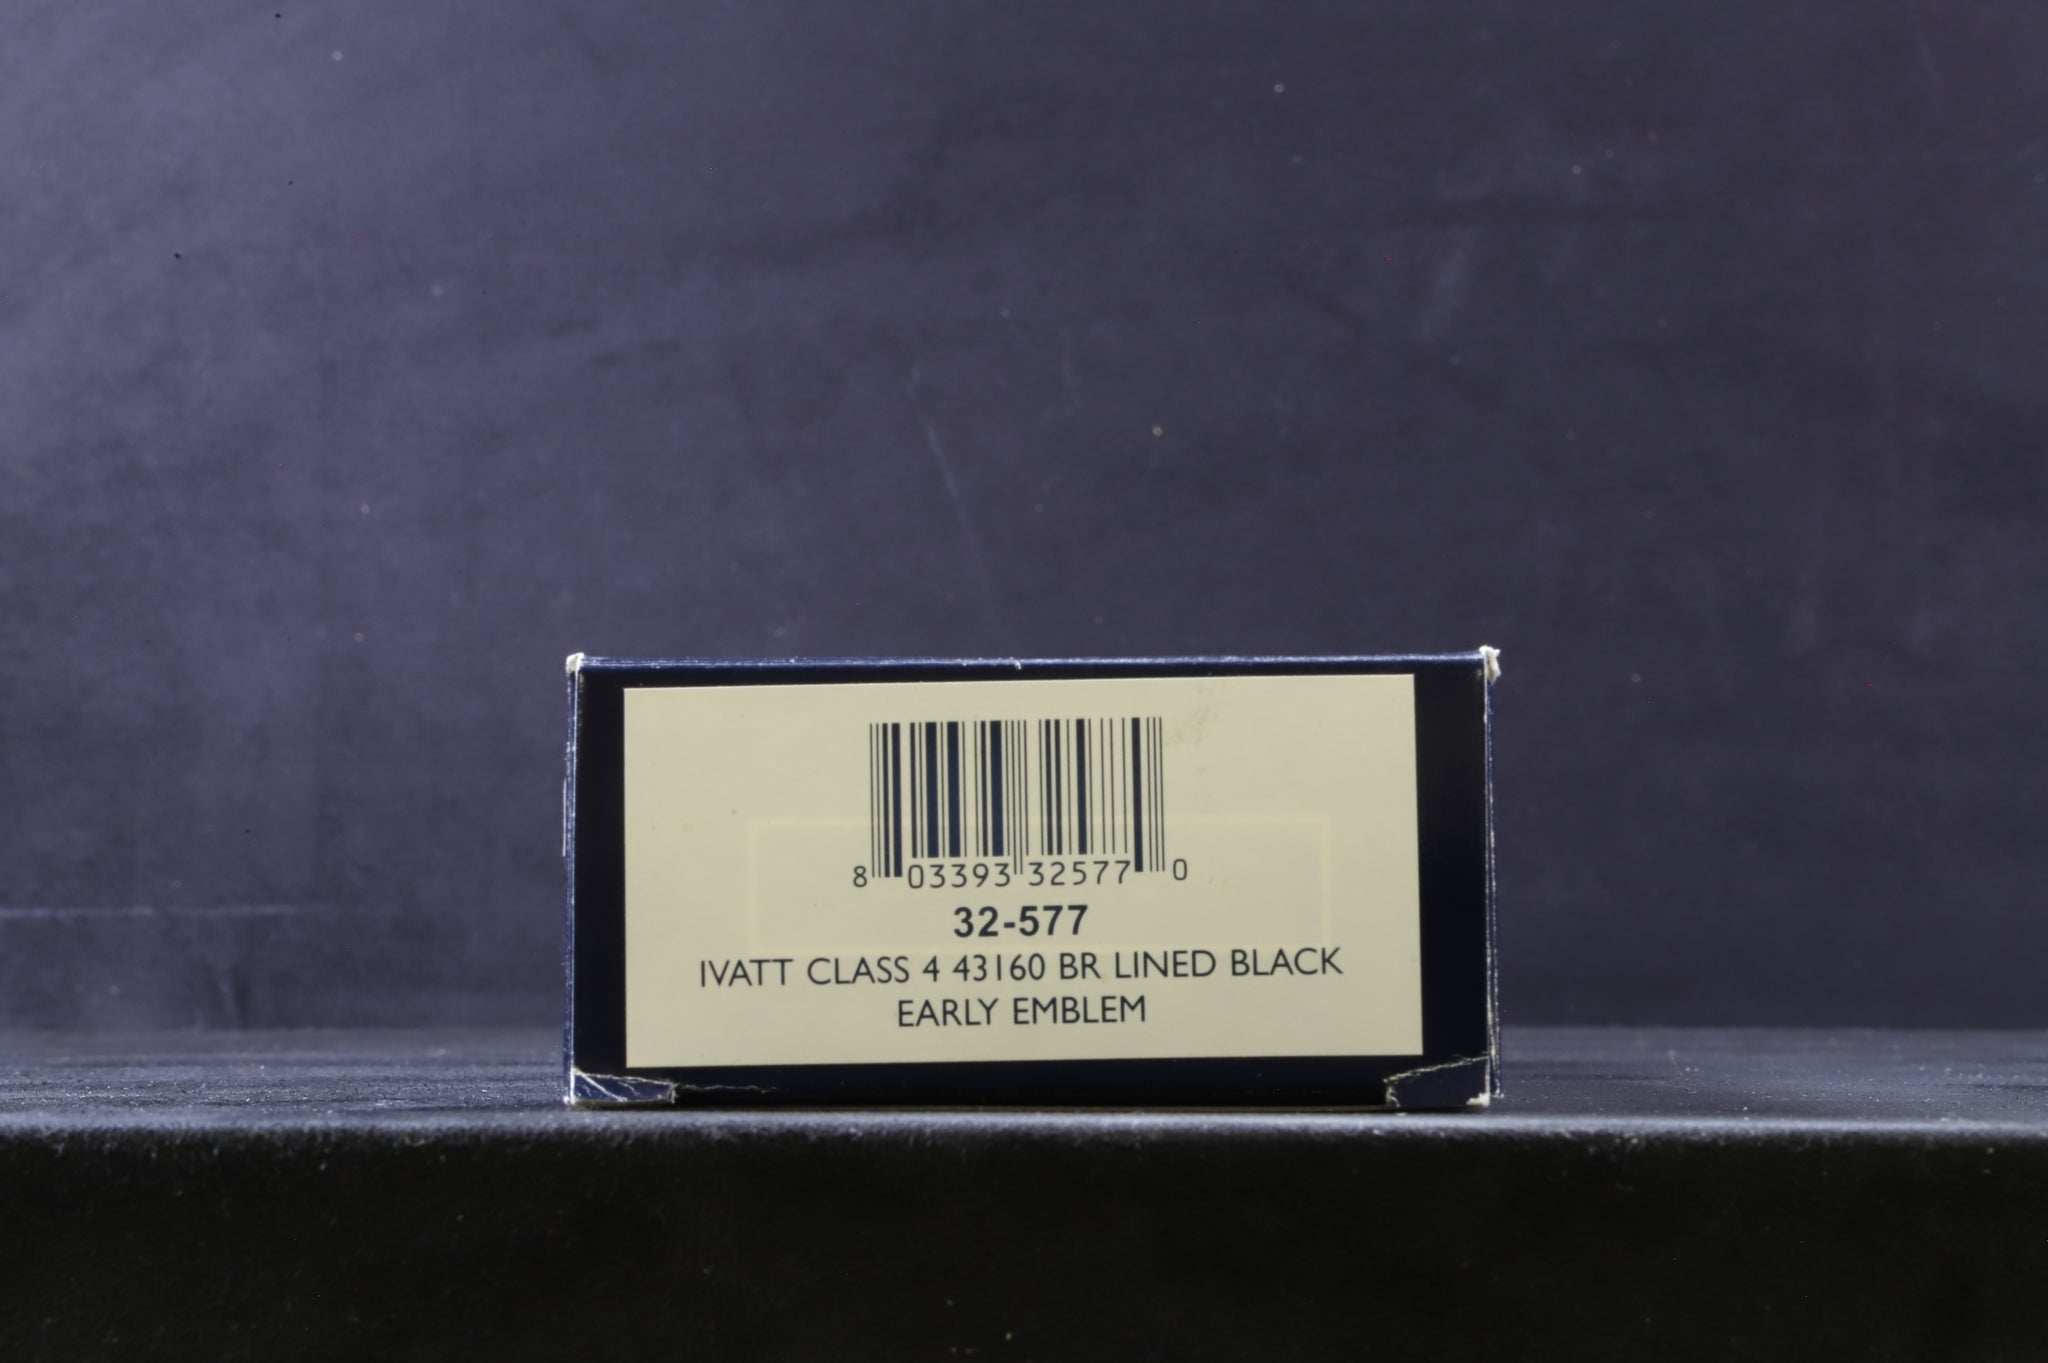 8 03393 32577 0
32-577
IVATT CLASS 4 43160 BR LINED BLACK
EARLY EMBLEM